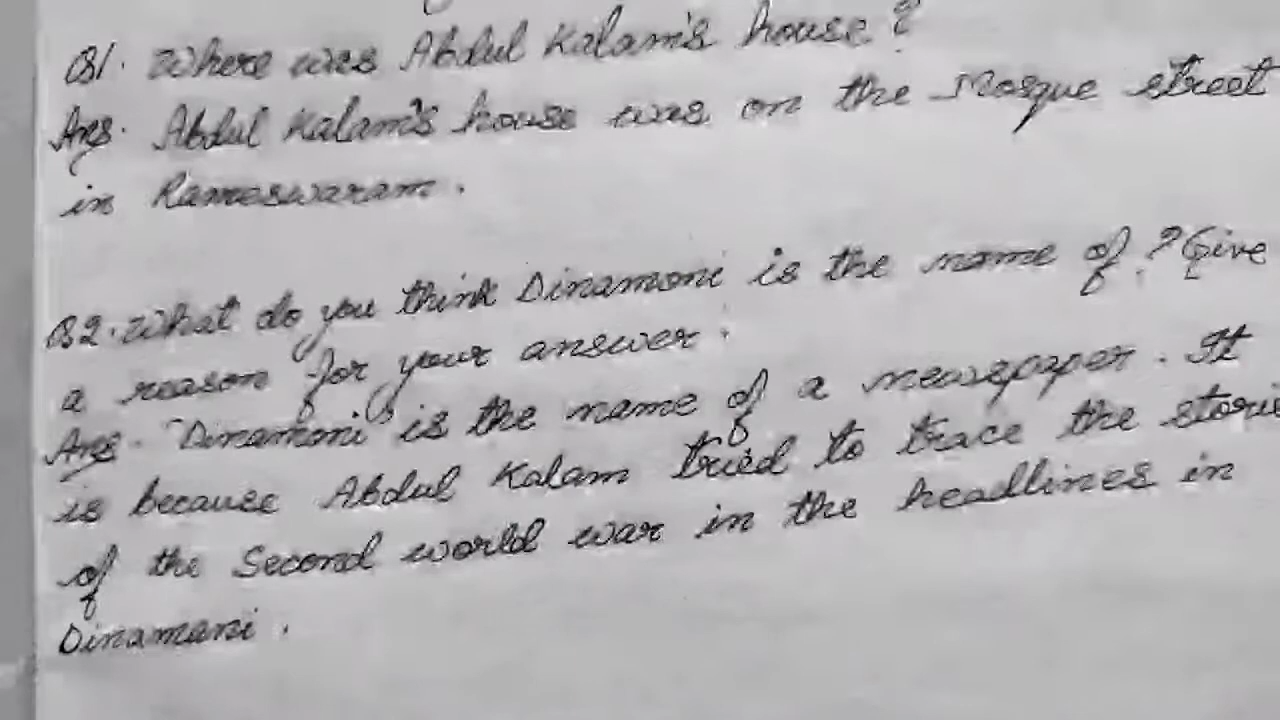 Q1. Where was Abdul Kalam's house?
Ans. Abdul Kalam's house was on the Mosque street
in Rameswaram.
Q2. What do you think Dinamoni is the name of? Give
a reason for your answer.
Ans. "Dinamoni" is the name of a newspaper. It
is because Abdul Kalam tried to trace the stories
of the Second world war in the headlines in
Dinamani.